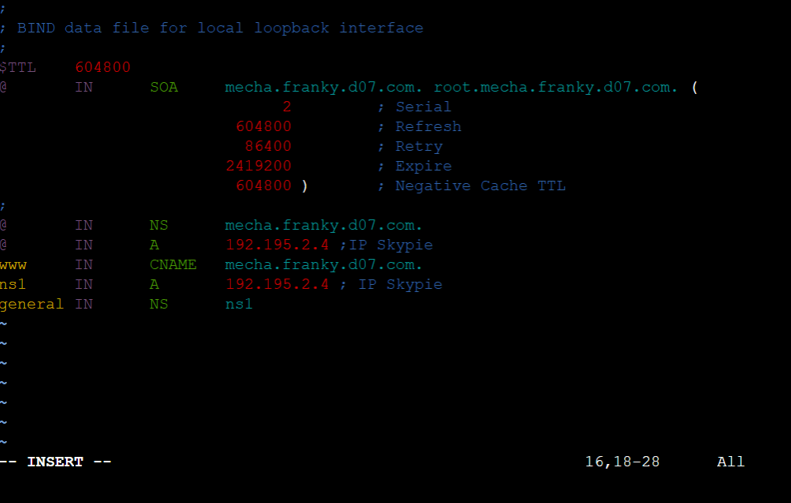 ;
; BIND data file for local loopback interface
;
$TTL    604800
@       IN      SOA     mecha.franky.d07.com. root.mecha.franky.d07.com. (
                              2         ; Serial
                         604800         ; Refresh
                          86400         ; Retry
                        2419200         ; Expire
                         604800 )       ; Negative Cache TTL
;
@       IN      NS      mecha.franky.d07.com.
@       IN      A       192.195.2.4 ;IP Skypie
www     IN      CNAME   mecha.franky.d07.com.
ns1     IN      A       192.195.2.4 ; IP Skypie
general IN      NS      ns1
~
~
~
~
~
~
~
-- INSERT --                                                  16,18-28      All